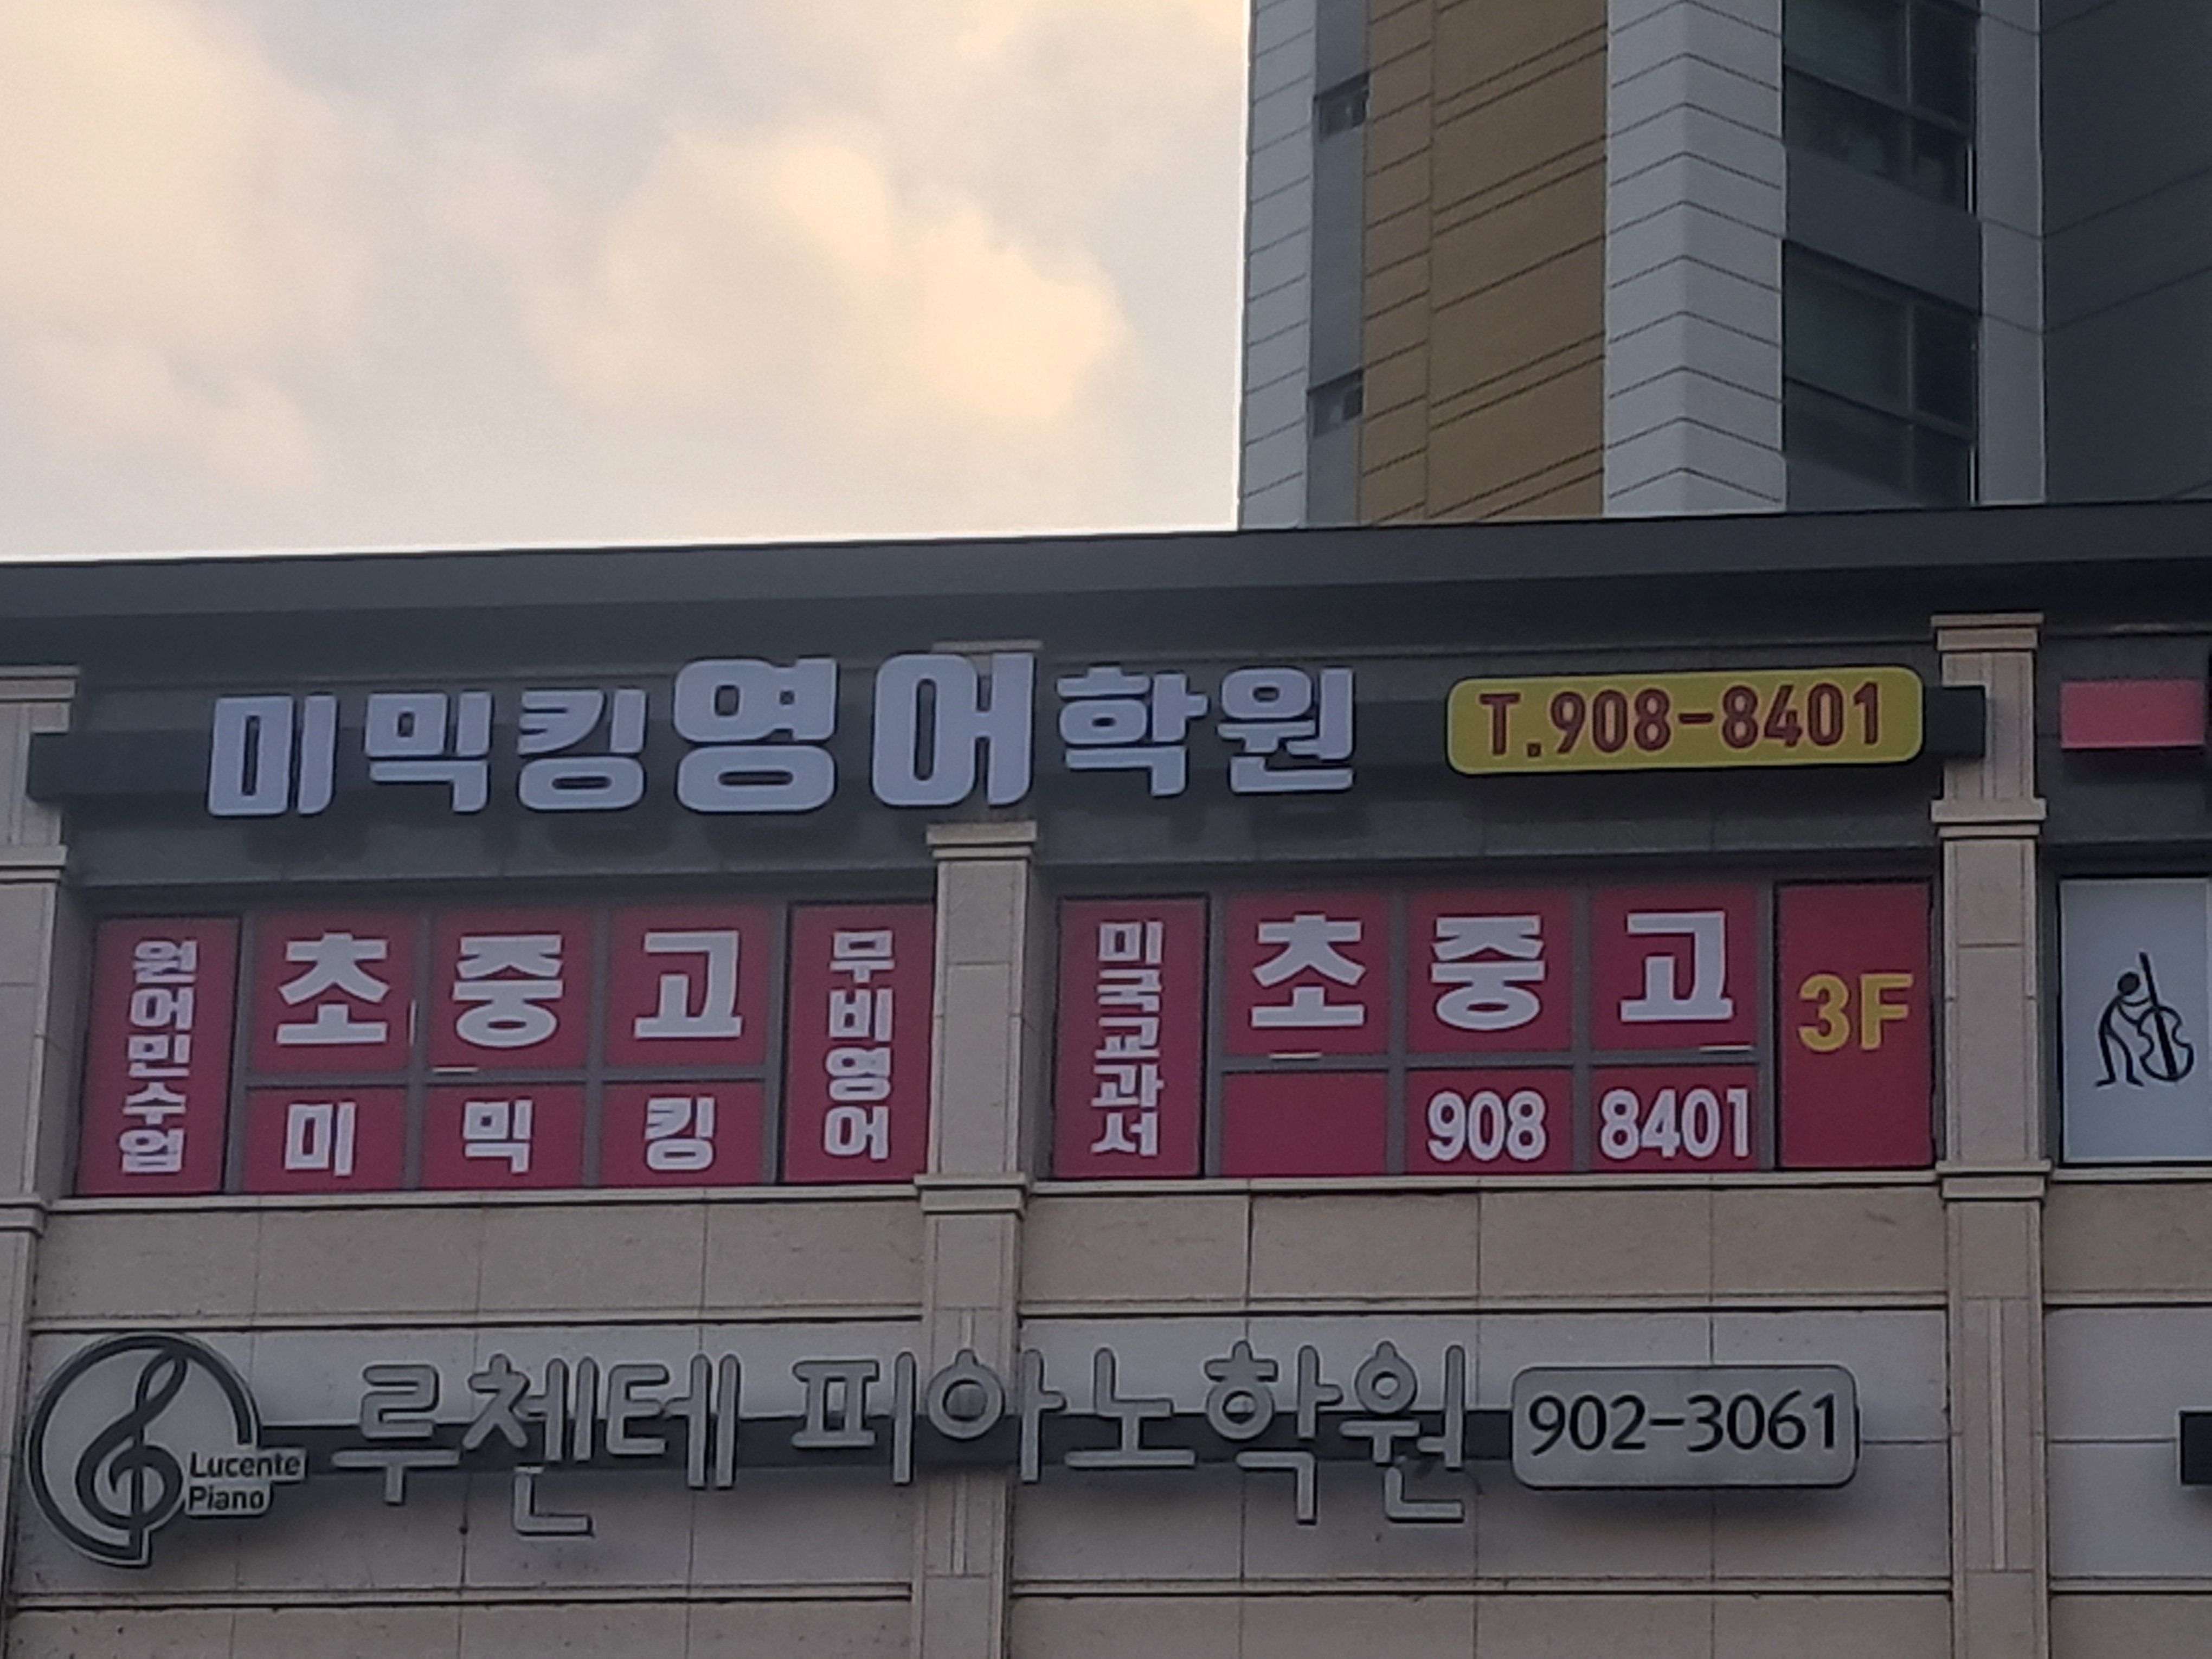 미믹킹영어학원 T.908-8401
원어민수업
초중고
미믹킹
무비영어
미국교과서
초중고
908 8401
3F
Lucente
Piano
루첸테 피아노학원 902-3061